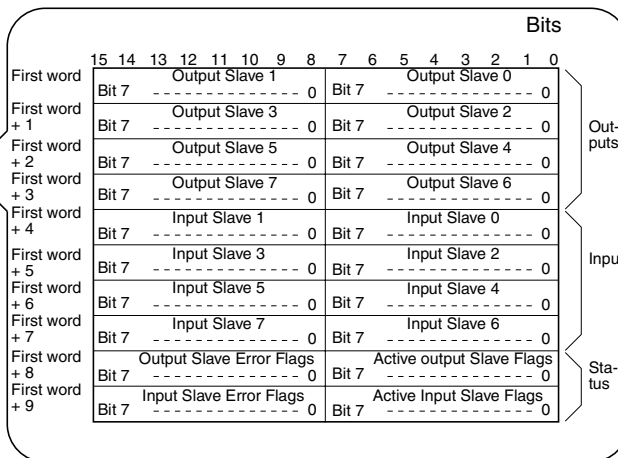 Bits
15 14 13 12 11 10 9 8 7 6 5 4 3 2 1 0
First word Output Slave 1 Output Slave 0
Bit 7 0 Bit 7 0
First word + 1 Output Slave 3 Output Slave 2
Bit 7 0 Bit 7 0
First word + 2 Output Slave 5 Output Slave 4
Bit 7 0 Bit 7 0
First word + 3 Output Slave 7 Output Slave 6
Bit 7 0 Bit 7 0
Out-
puts
First word + 4 Input Slave 1 Input Slave 0
Bit 7 0 Bit 7 0
First word + 5 Input Slave 3 Input Slave 2
Bit 7 0 Bit 7 0
First word + 6 Input Slave 5 Input Slave 4
Bit 7 0 Bit 7 0
First word + 7 Input Slave 7 Input Slave 6
Bit 7 0 Bit 7 0
Inpu
First word + 8 Output Slave Error Flags Active output Slave Flags
Bit 7 0 Bit 7 0
First word + 9 Input Slave Error Flags Active Input Slave Flags
Bit 7 0 Bit 7 0
Sta-
tus